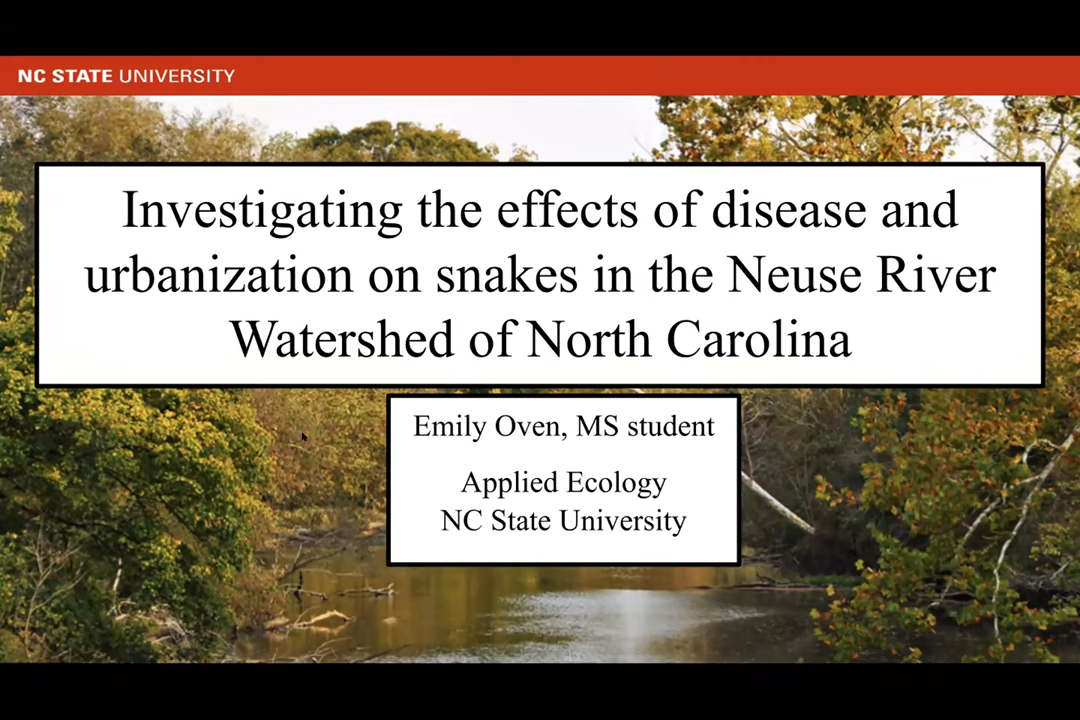 NC STATE UNIVERSITY
Investigating the effects of disease and
urbanization on snakes in the Neuse River
Watershed of North Carolina
Emily Oven, MS student
Applied Ecology
NC State University